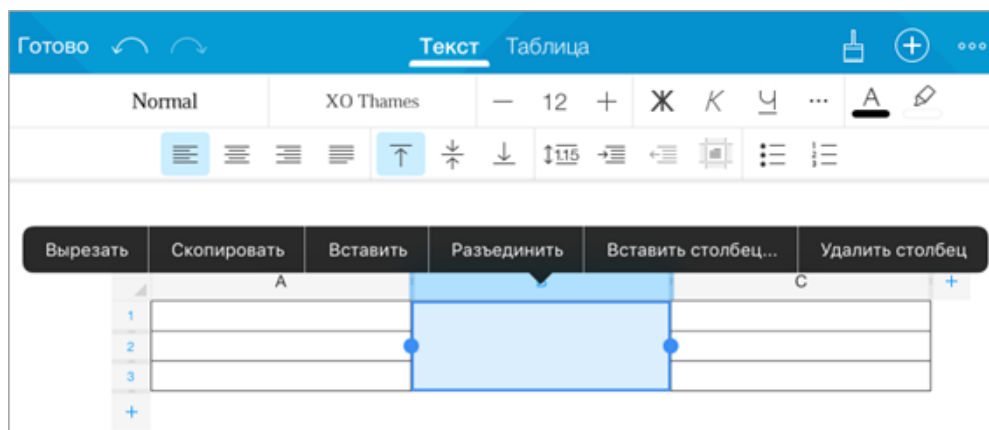 Готово Текст Таблица
Normal XO Thames — 12 + Ж К Ч ... А
1.15
Вырезать Скопировать Вставить Разъединить Вставить столбец... Удалить столбец
A C +
1
2
3
+